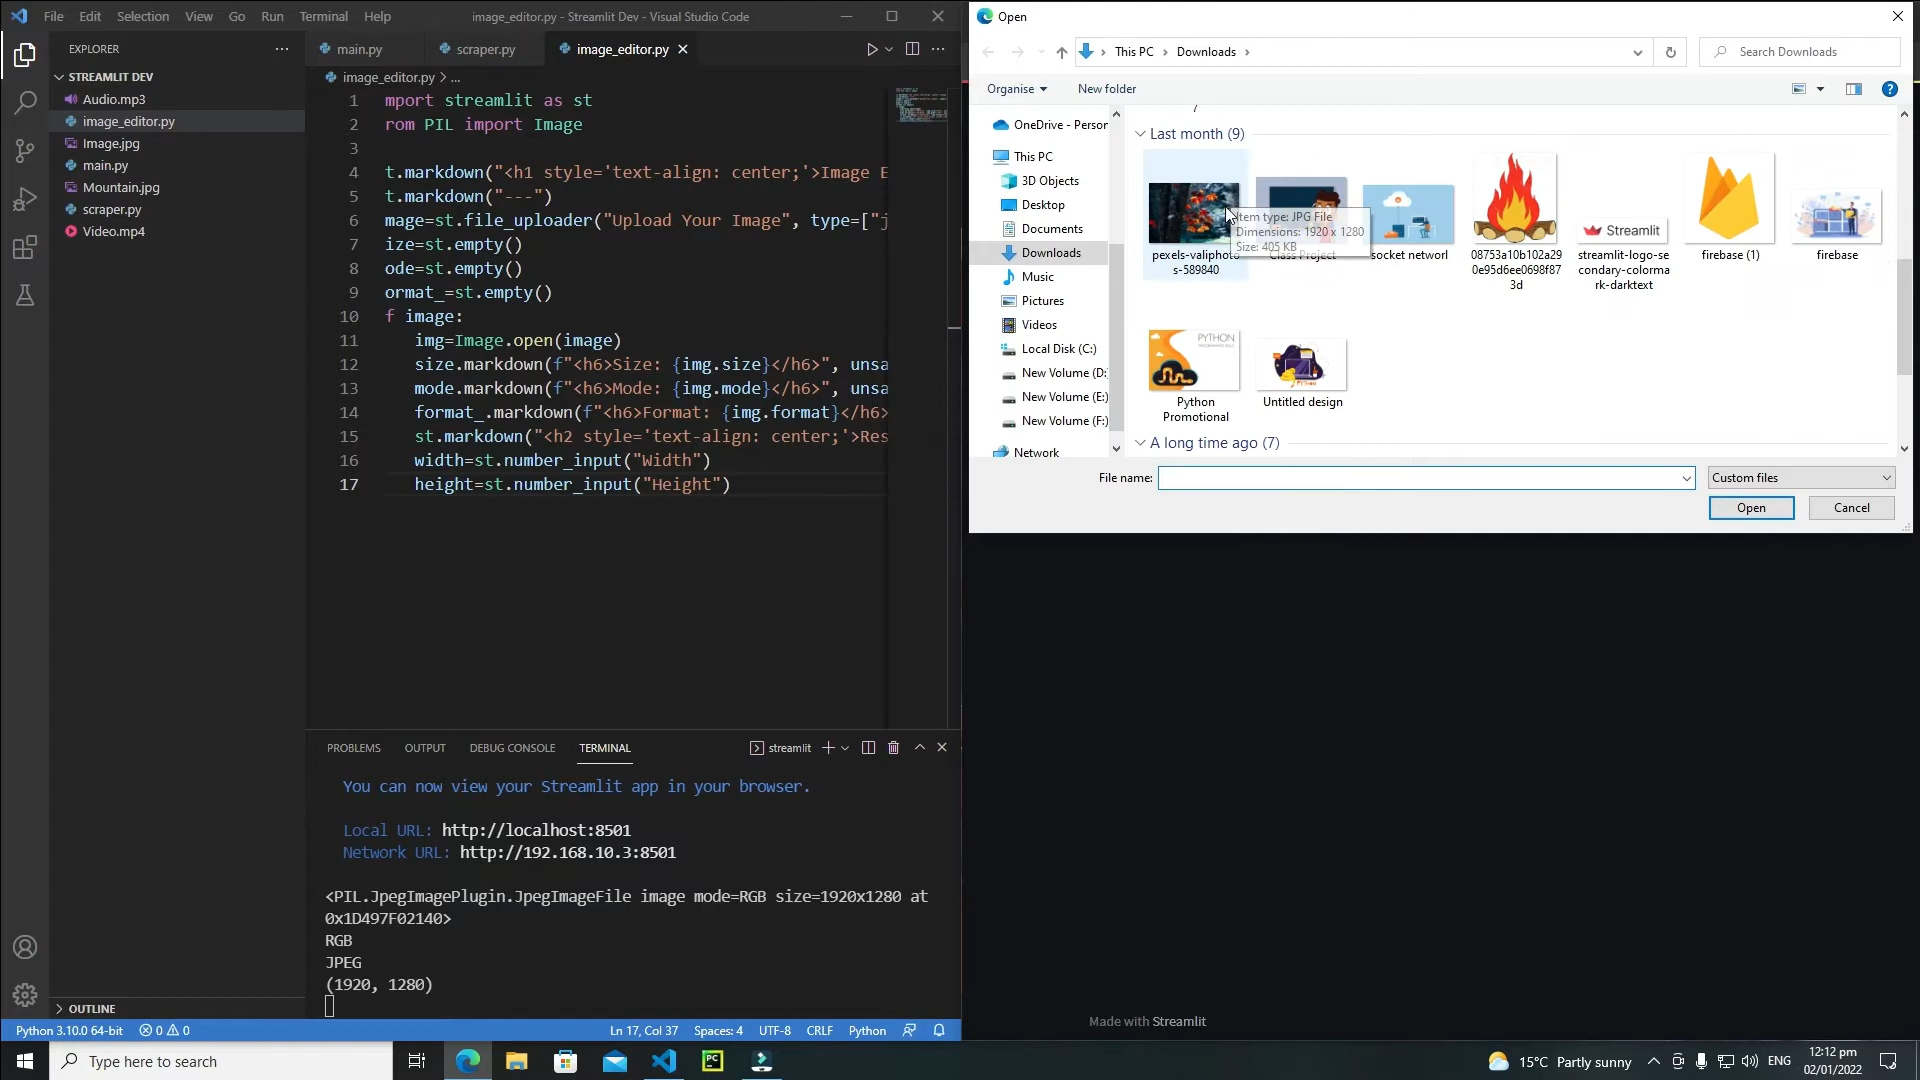 File Edit Selection View Go Run Terminal Help
image_editor.py - Streamlit Dev - Visual Studio Code
EXPLORER
STREAMLIT DEV
Audio.mp3
image_editor.py
Image.jpg
main.py
Mountain.jpg
scraper.py
Video.mp4
OUTLINE
main.py scraper.py image_editor.py
image_editor.py > ...
1 mport streamlit as st
2 rom PIL import Image
3
4 t.markdown("<h1 style='text-align: center;'>Image E
5 t.markdown("---")
6 mage=st.file_uploader("Upload Your Image", type=["j
7 ize=st.empty()
8 ode=st.empty()
9 ormat_=st.empty()
10 f image:
11 img=Image.open(image)
12 size.markdown(f"<h6>Size: {img.size}</h6>", unsa
13 mode.markdown(f"<h6>Mode: {img.mode}</h6>", unsa
14 format_.markdown(f"<h6>Format: {img.format}</h6>
15 st.markdown("<h2 style='text-align: center;'>Res
16 width=st.number_input("Width")
17 height=st.number_input("Height")
PROBLEMS OUTPUT DEBUG CONSOLE TERMINAL
streamlit
You can now view your Streamlit app in your browser.
Local URL: http://localhost:8501
Network URL: http://192.168.10.3:8501
<PIL.JpegImagePlugin.JpegImageFile image mode=RGB size=1920x1280 at
0x1D497F02140>
RGB
JPEG
(1920, 1280)
Python 3.10.0 64-bit 0 0 Ln 17, Col 37 Spaces: 4 UTF-8 CRLF Python
Open
This PC > Downloads >
Search Downloads
Organise New folder
OneDrive - Person
This PC
3D Objects
Desktop
Documents
Downloads
Music
Pictures
Videos
Local Disk (C:)
New Volume (D:)
New Volume (E:)
New Volume (F:)
Network
7
Last month (9)
Streamlit
Item type: JPG File
Dimensions: 1920 x 1280
Size: 405 KB
pexels-valiphoto
s-589840
Class Project
socket networl
08753a10b102a29
0e95d6ee0698f87
3d
streamlit-logo-se
condary-colorma
rk-darktext
firebase (1)
firebase
PYTHON
Python
Promotional
Untitled design
A long time ago (7)
File name:
Custom files
Open
Cancel
Made with Streamlit
Type here to search
PC
15°C Partly sunny
ENG
12:12 pm
02/01/2022